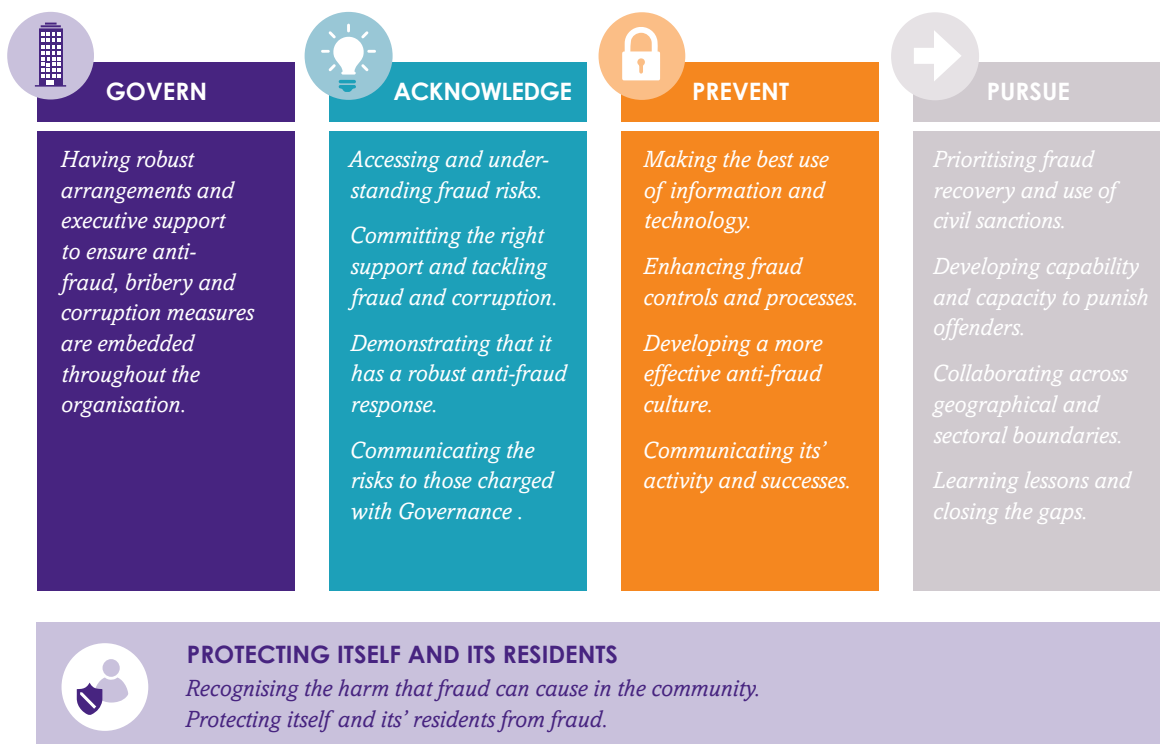 GOVERN
Having robust
arrangements and
executive support
to ensure anti-
fraud, bribery and
corruption measures
are embedded
throughout the
organisation.
ACKNOWLEDGE
Accessing and under-
standing fraud risks.
Committing the right
support and tackling
fraud and corruption.
Demonstrating that it
has a robust anti-fraud
response.
Communicating the
risks to those charged
with Governance .
PREVENT
Making the best use
of information and
technology.
Enhancing fraud
controls and processes.
Developing a more
effective anti-fraud
culture.
Communicating its’
activity and successes.
PURSUE
Prioritising fraud
recovery and use of
civil sanctions.
Developing capability
and capacity to punish
offenders.
Collaborating across
geographical and
sectoral boundaries.
Learning lessons and
closing the gaps.
PROTECTING ITSELF AND ITS RESIDENTS
Recognising the harm that fraud can cause in the community.
Protecting itself and its’ residents from fraud.